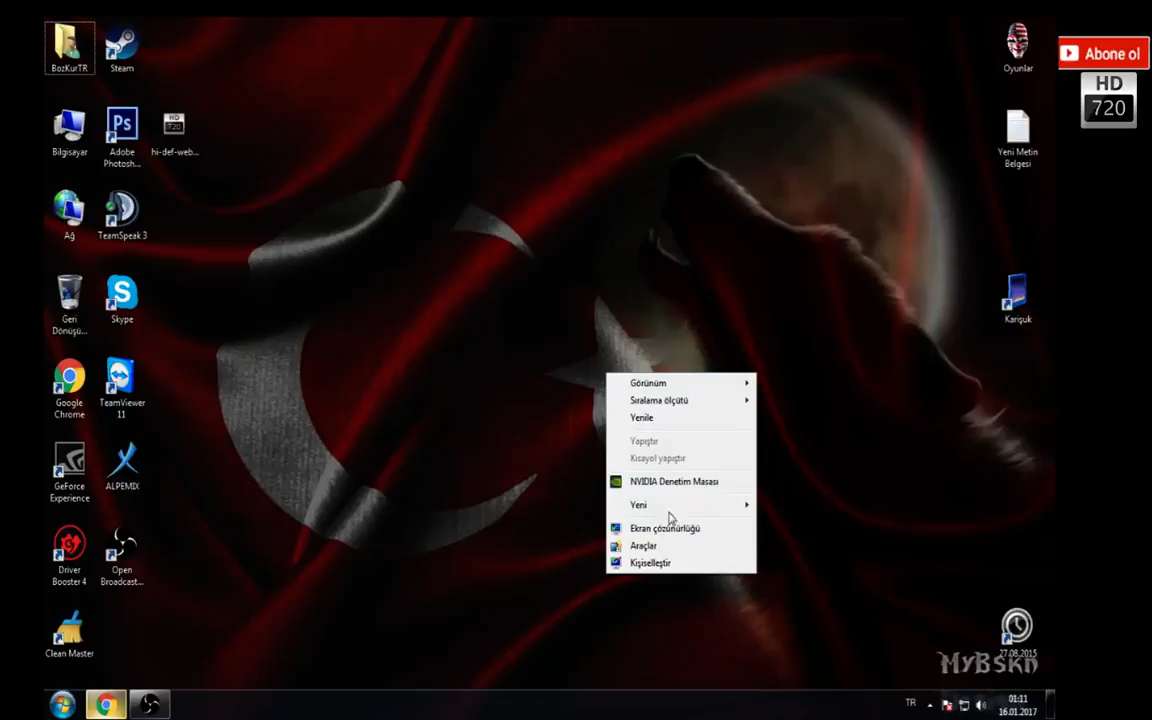 BozKurTR
Steam
Oyunlar
Abone ol
HD
720
Bilgisayar
Ps
Adobe
Photosh...
HD
720
hi-def-web...
Yeni Metin
Belgesi
Ağ
TeamSpeak 3
Geri
Dönüşü...
Skype
Karişuk
Google
Chrome
TeamViewer
11
GeForce
Experience
ALPEMIX
Driver
Booster 4
Open
Broadcast...
Clean Master
Görünüm
Sıralama ölçütü
Yenile
Yapıştır
Kısayol yapıştır
NVIDIA Denetim Masası
Yeni
Ekran çözünürlüğü
Araçlar
Kişiselleştir
27.08.2015
MyBskn
TR
01:11
16.01.2017